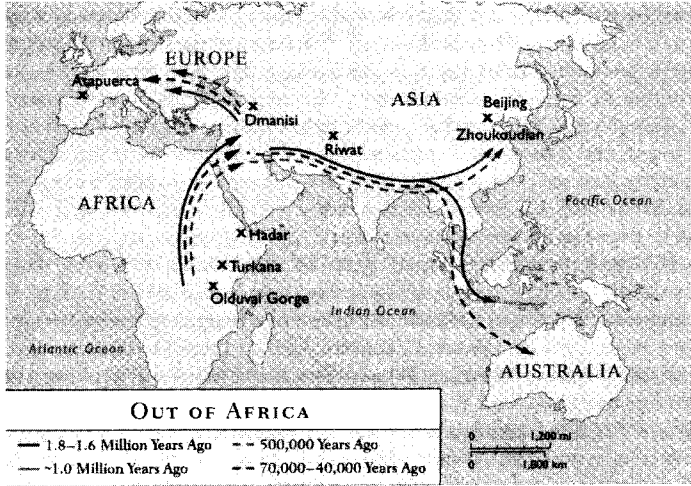 EUROPE
Atapuerca
Dmanisi
ASIA
Beijing
Zhoukoudian
Riwat
AFRICA
Pacific Ocean
Hadar
Turkana
Olduvai Gorge
Indian Ocean
Atlantic Ocean
AUSTRALIA
OUT OF AFRICA
1.8–1.6 Million Years Ago
500,000 Years Ago
~1.0 Million Years Ago
70,000–40,000 Years Ago
0 1,200 mi
0 1,800 km